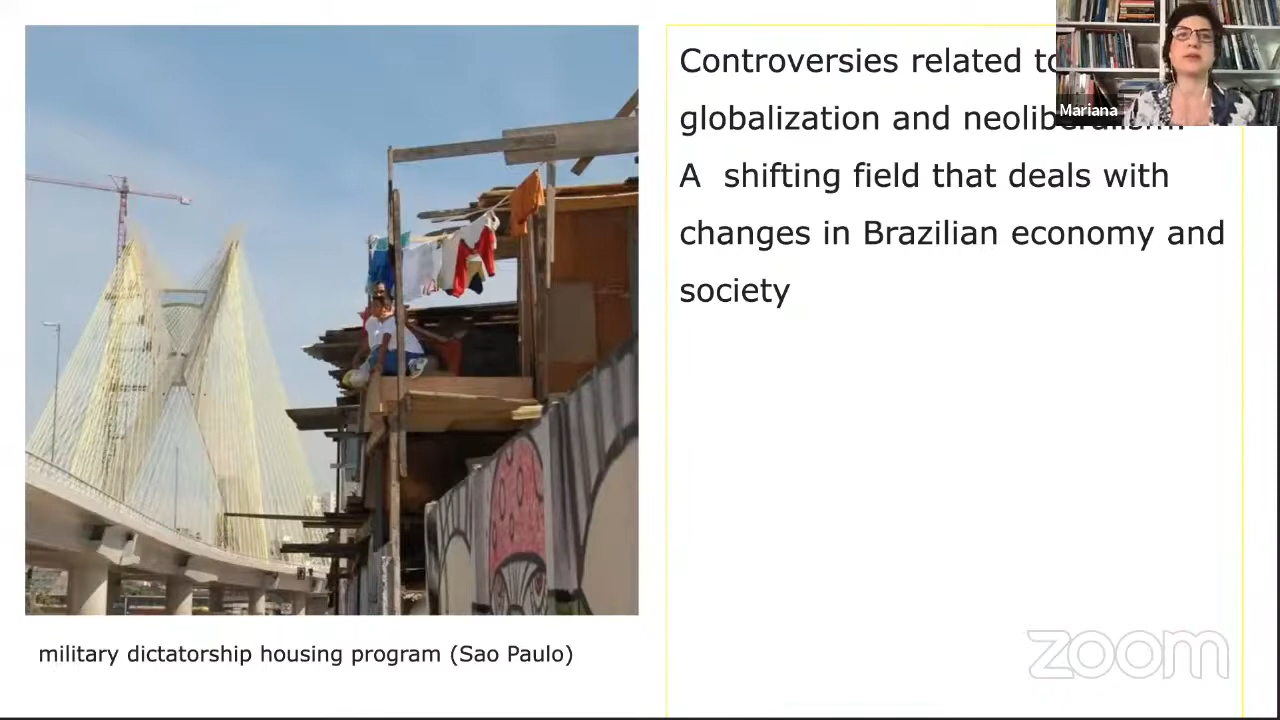 Controversies related to
globalization and neoliberalism.
A shifting field that deals with
changes in Brazilian economy and
society
military dictatorship housing program (Sao Paulo)
Mariana
zoom